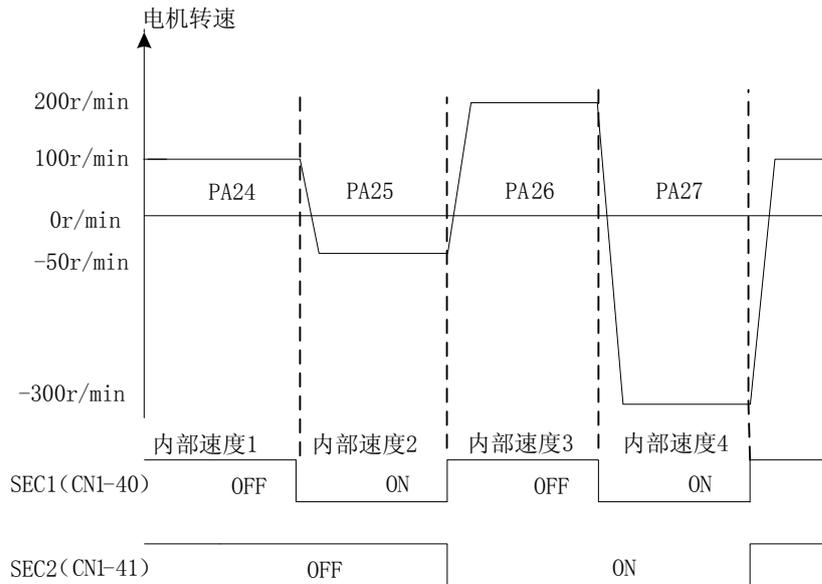 电机转速
200r/min
100r/min
PA24 PA25 PA26 PA27
0r/min
-50r/min
-300r/min
内部速度1 内部速度2 内部速度3 内部速度4
SEC1(CN1-40) OFF ON OFF ON
SEC2(CN1-41) OFF ON